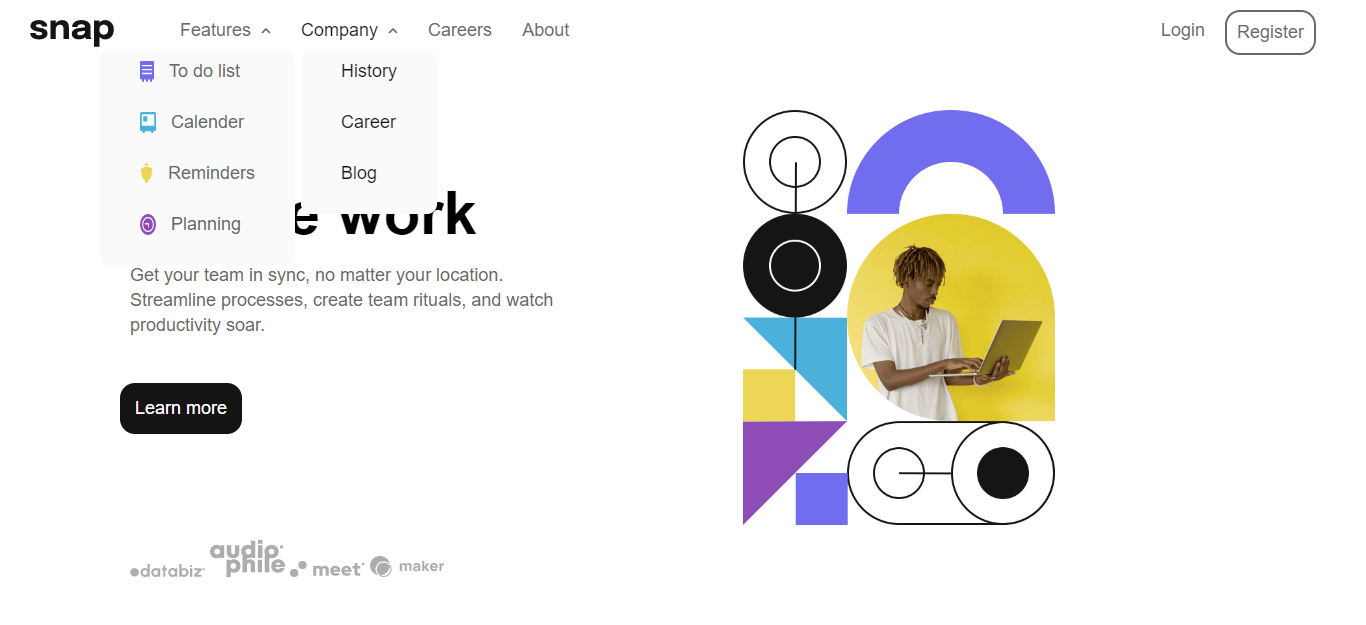 snap
Features
Company
Careers
About
Login
Register
To do list
Calender
Reminders
Planning
History
Career
Blog
work
Get your team in sync, no matter your location.
Streamline processes, create team rituals, and watch
productivity soar.
Learn more
databiz
audiophile
meet
maker